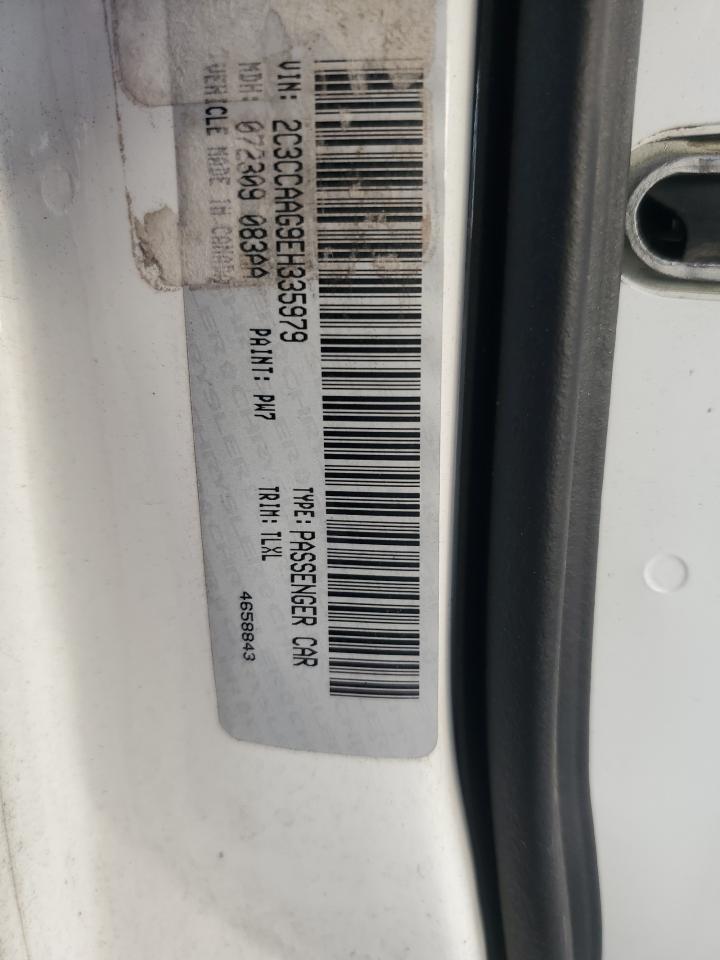 VIN: 2C3CCAAG9EH335979 TYPE: PASSENGER CAR
MDH: 072309 083AA PAINT: PW7 TRIM: TLXL
VEHICLE MADE IN CANADA 4658843